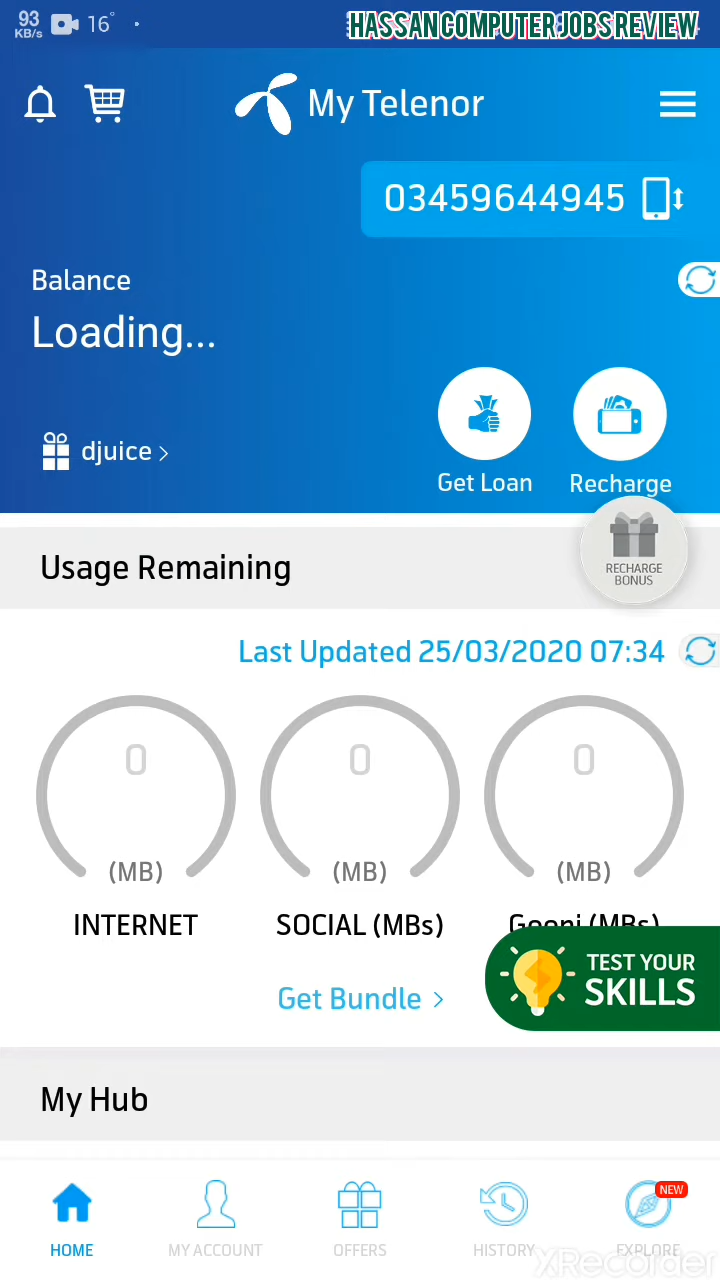 93
KB/s
16°
HASSAN COMPUTER JOBS REVIEW
My Telenor
03459644945
Balance
Loading...
djuice >
Get Loan
Recharge
RECHARGE
BONUS
Usage Remaining
Last Updated 25/03/2020 07:34
0
0
0
(MB)
(MB)
(MB)
INTERNET
SOCIAL (MBs)
Goonj (MBs)
TEST YOUR
SKILLS
Get Bundle >
My Hub
NEW
HOME
MY ACCOUNT
OFFERS
HISTORY
EXPLORE
XRecorder